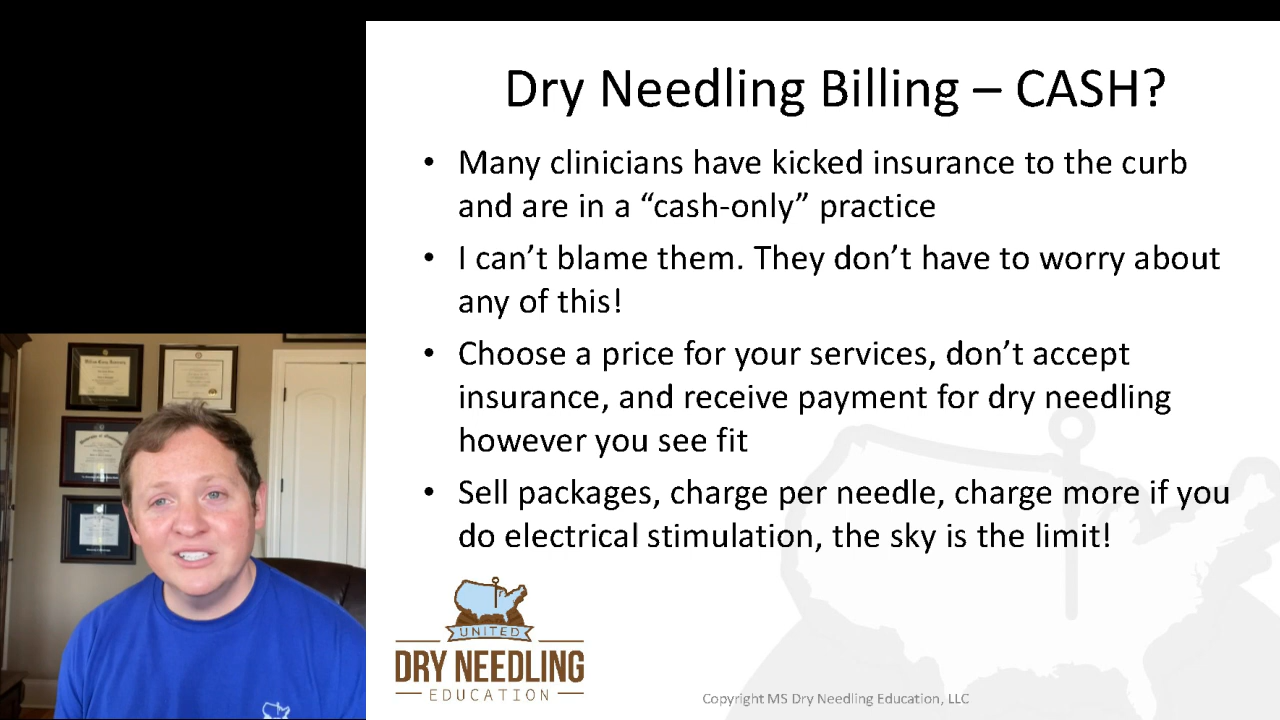 Dry Needling Billing – CASH?
• Many clinicians have kicked insurance to the curb
and are in a “cash-only” practice
• I can’t blame them. They don’t have to worry about
any of this!
• Choose a price for your services, don’t accept
insurance, and receive payment for dry needling
however you see fit
• Sell packages, charge per needle, charge more if you
do electrical stimulation, the sky is the limit!
UNITED
DRY NEEDLING
EDUCATION
Copyright MS Dry Needling Education, LLC